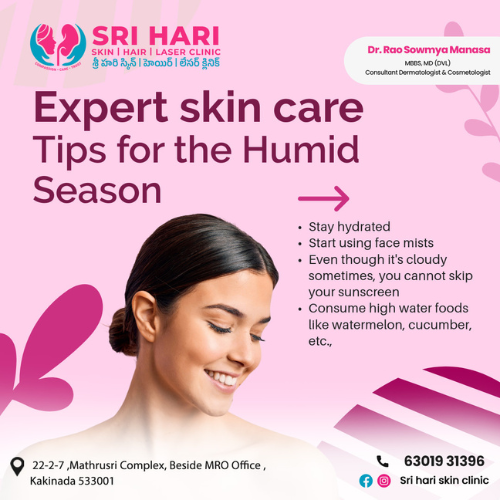 SRI HARI
SKIN | HAIR | LASER CLINIC
శ్రీ హరి స్కిన్ | హెయిర్ | లేసర్ క్లినిక్
Dr. Rao Sowmya Manasa
MBBS, MD (DVL)
Consultant Dermatologist & Cosmetologist
Expert skin care
Tips for the Humid
Season
• Stay hydrated
• Start using face mists
• Even though it's cloudy
sometimes, you cannot skip
your sunscreen
• Consume high water foods
like watermelon, cucumber,
etc.,
22-2-7 ,Mathrusri Complex, Beside MRO Office ,
Kakinada 533001
63019 31396
Sri hari skin clinic